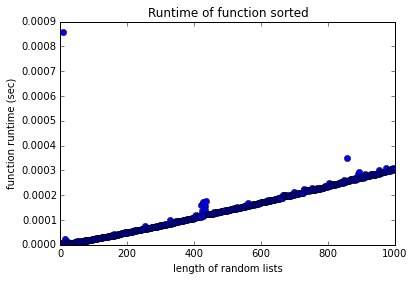 Runtime of function sorted
0.0009
0.0008
0.0007
0.0006
0.0005
0.0004
0.0003
0.0002
0.0001
0.0000
function runtime (sec)
0 200 400 600 800 1000
length of random lists